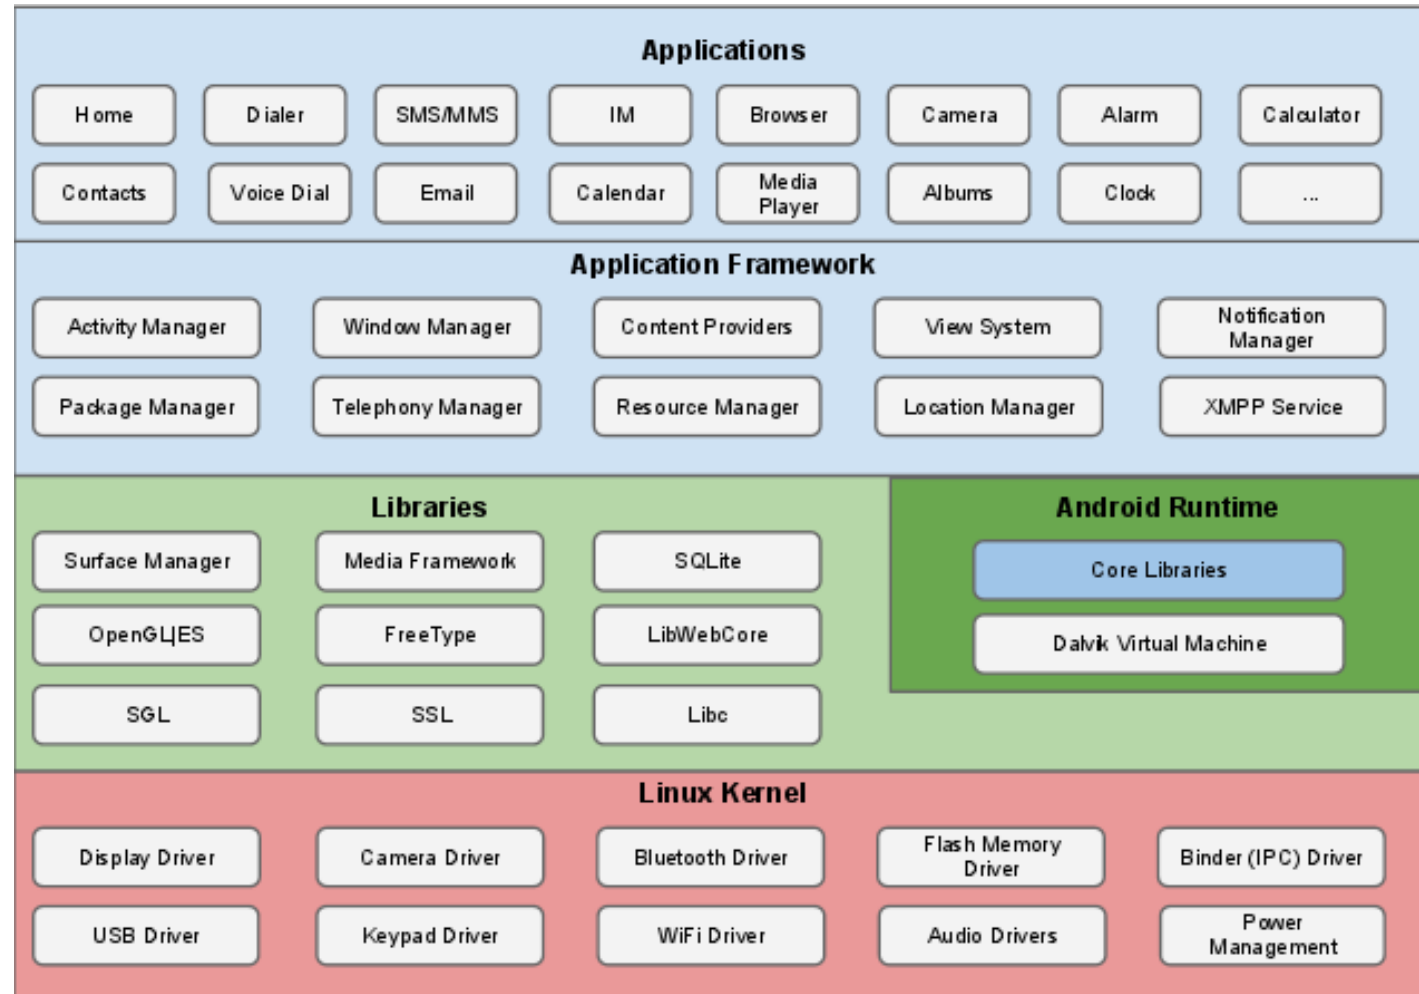 Applications
Home
Dialer
SMS/MMS
IM
Browser
Camera
Alarm
Calculator
Contacts
Voice Dial
Email
Calendar
Media
Player
Albums
Clock
...
Application Framework
Activity Manager
Window Manager
Content Providers
View System
Notification
Manager
Package Manager
Telephony Manager
Resource Manager
Location Manager
XMPP Service
Libraries
Surface Manager
Media Framework
SQLite
OpenGL|ES
FreeType
LibWebCore
SGL
SSL
Libc
Android Runtime
Core Libraries
Dalvik Virtual Machine
Linux Kernel
Display Driver
Camera Driver
Bluetooth Driver
Flash Memory
Driver
Binder (IPC) Driver
USB Driver
Keypad Driver
WiFi Driver
Audio Drivers
Power
Management